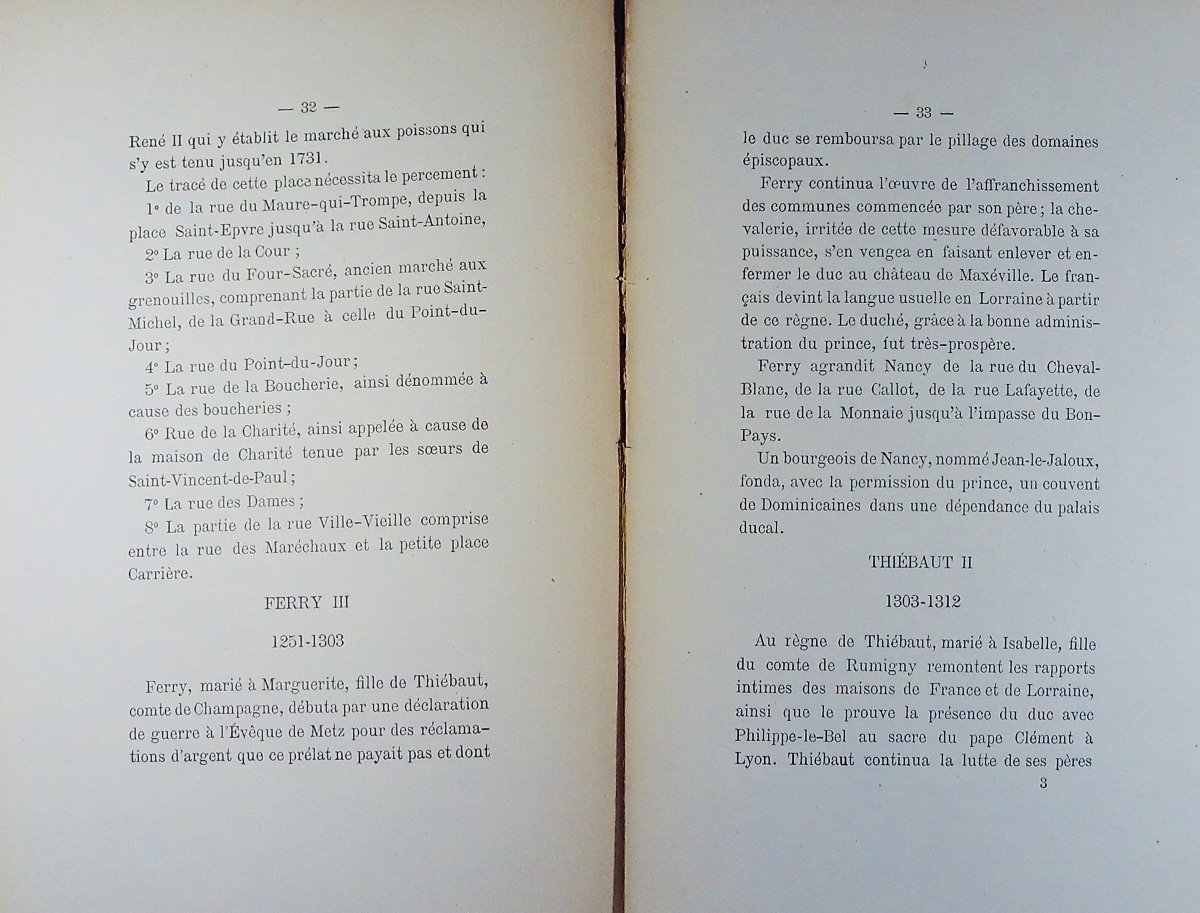 — 32 —
René II qui y établit le marché aux poissons qui
s'y est tenu jusqu'en 1731.
Le tracé de cette place nécessita le percement :
1° de la rue du Maure-qui-Trompe, depuis la
place Saint-Epvre jusqu'à la rue Saint-Antoine,
2° La rue de la Cour ;
3° La rue du Four-Sacré, ancien marché aux
grenouilles, comprenant la partie de la rue Saint-
Michel, de la Grand-Rue à celle du Point-du-
Jour ;
4° La rue du Point-du-Jour ;
5° La rue de la Boucherie, ainsi dénommée à
cause des boucheries ;
6° Rue de la Charité, ainsi appelée à cause de
la maison de Charité tenue par les sœurs de
Saint-Vincent-de-Paul ;
7° La rue des Dames ;
8° La partie de la rue Ville-Vieille comprise
entre la rue des Maréchaux et la petite place
Carrière.
FERRY III
1251-1303
Ferry, marié à Marguerite, fille de Thiébaut,
comte de Champagne, débuta par une déclaration
de guerre à l'Évêque de Metz pour des réclama-
tions d'argent que ce prélat ne payait pas et dont
— 33 —
le duc se remboursa par le pillage des domaines
épiscopaux.
Ferry continua l'œuvre de l'affranchissement
des communes commencée par son père ; la che-
valerie, irritée de cette mesure défavorable à sa
puissance, s'en vengea en faisant enlever et en-
fermer le duc au château de Maxéville. Le fran-
çais devint la langue usuelle en Lorraine à partir
de ce règne. Le duché, grâce à la bonne adminis-
tration du prince, fut très-prospère.
Ferry agrandit Nancy de la rue du Cheval-
Blanc, de la rue Callot, de la rue Lafayette, de
la rue de la Monnaie jusqu'à l'impasse du Bon-
Pays.
Un bourgeois de Nancy, nommé Jean-le-Jaloux,
fonda, avec la permission du prince, un couvent
de Dominicaines dans une dépendance du palais
ducal.
THIÉBAUT II
1303-1312
Au règne de Thiébaut, marié à Isabelle, fille
du comte de Rumigny remontent les rapports
intimes des maisons de France et de Lorraine,
ainsi que le prouve la présence du duc avec
Philippe-le-Bel au sacre du pape Clément à
Lyon. Thiébaut continua la lutte de ses pères
3